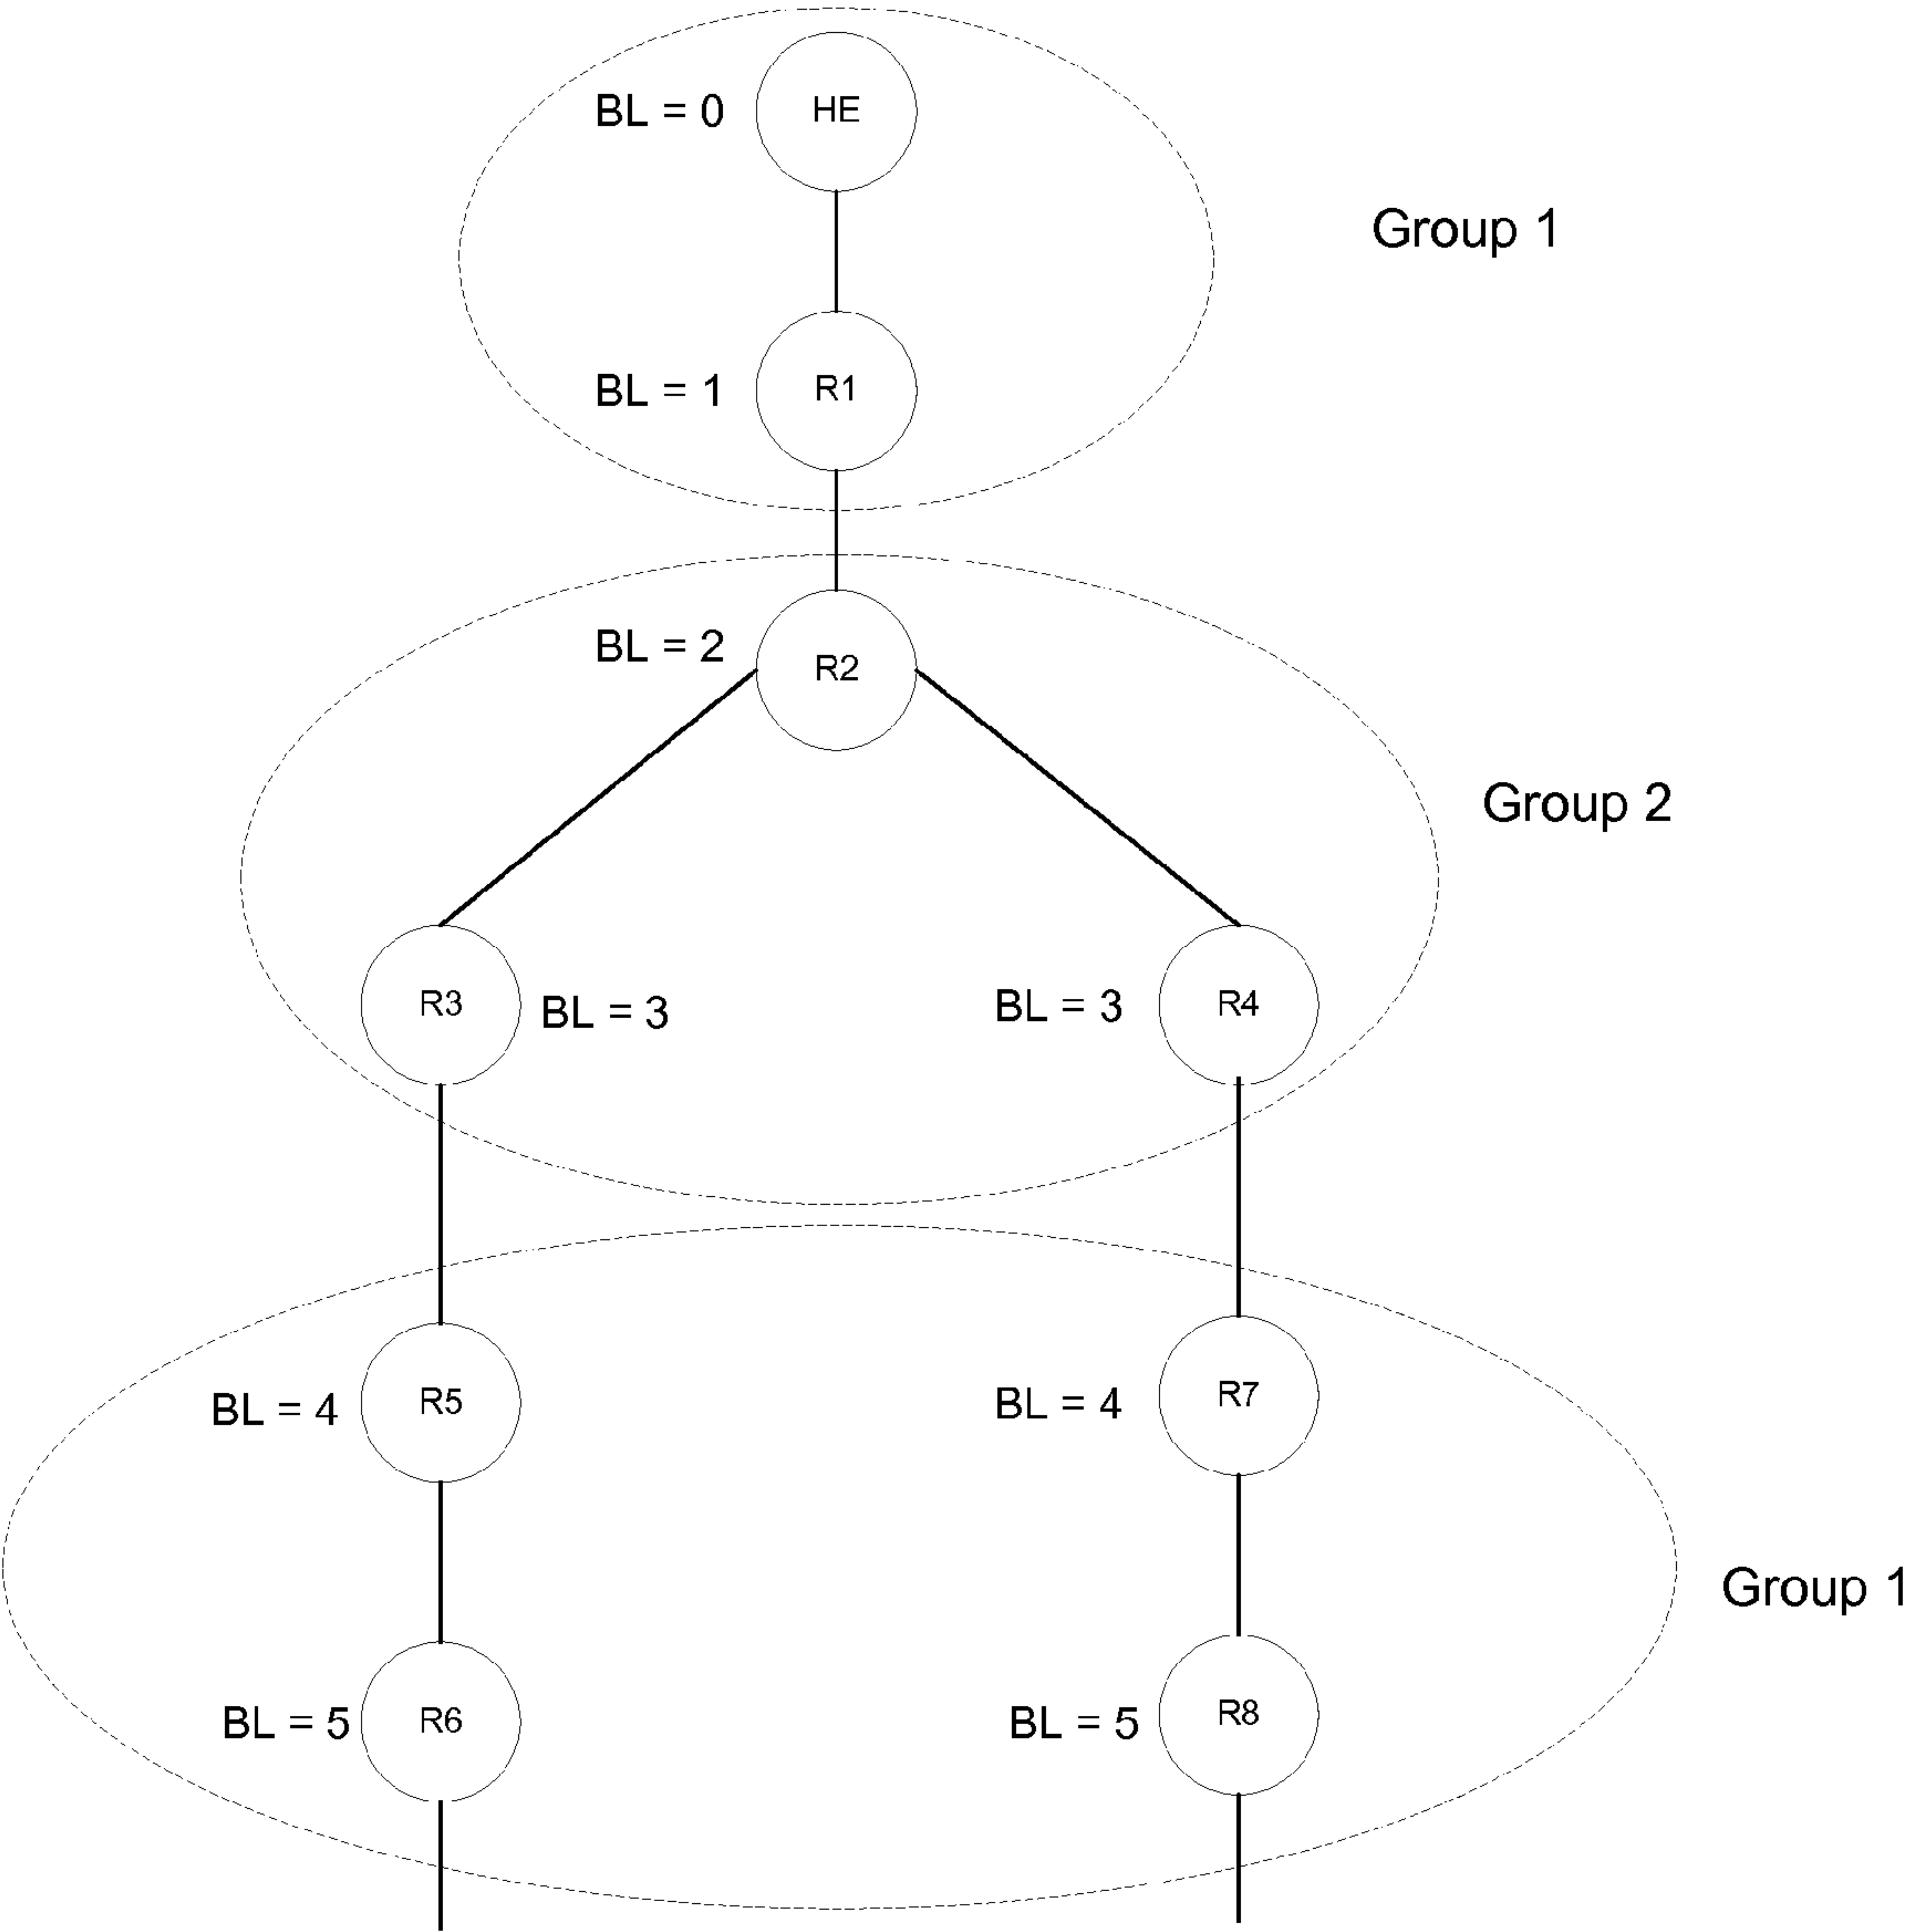 BL = 0 HE
Group 1
BL = 1 R1
BL = 2 R2
Group 2
R3 BL = 3 BL = 3 R4
BL = 4 R5 BL = 4 R7
Group 1
BL = 5 R6 BL = 5 R8